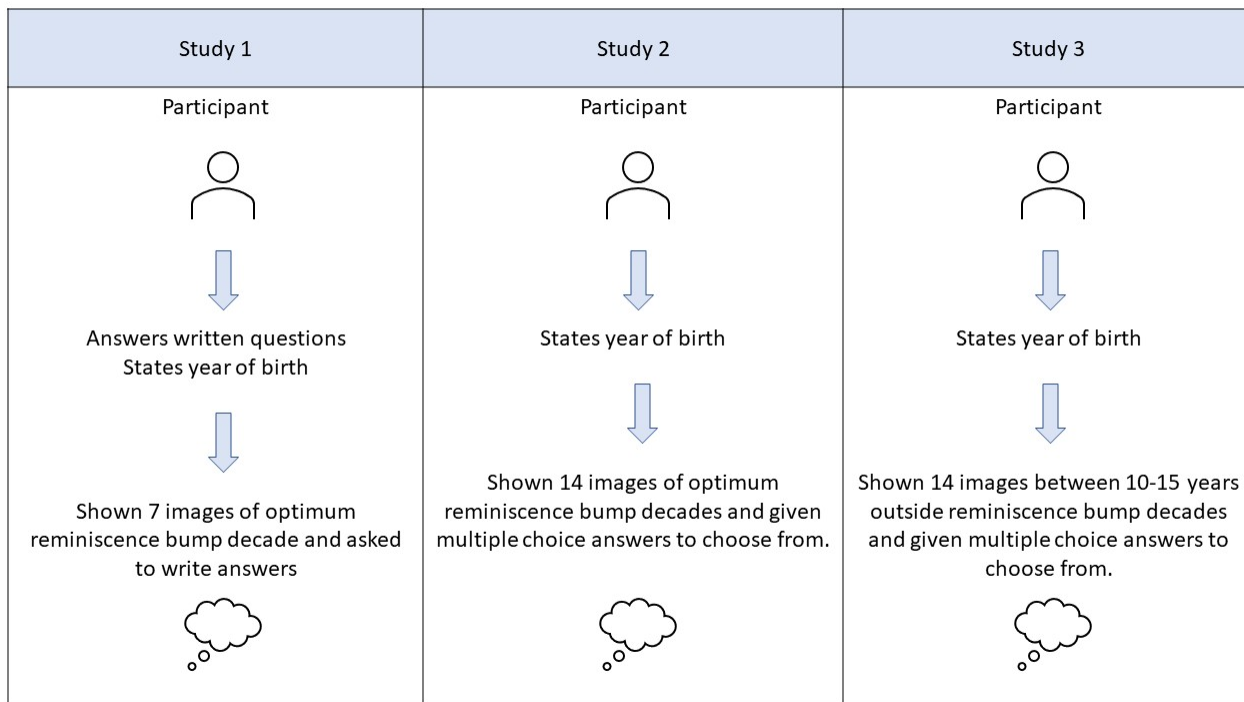 Study 1
Participant
Answers written questions
States year of birth
Shown 7 images of optimum
reminiscence bump decade and asked
to write answers
Study 2
Participant
States year of birth
Shown 14 images of optimum
reminiscence bump decades and given
multiple choice answers to choose from.
Study 3
Participant
States year of birth
Shown 14 images between 10-15 years
outside reminiscence bump decades
and given multiple choice answers to
choose from.